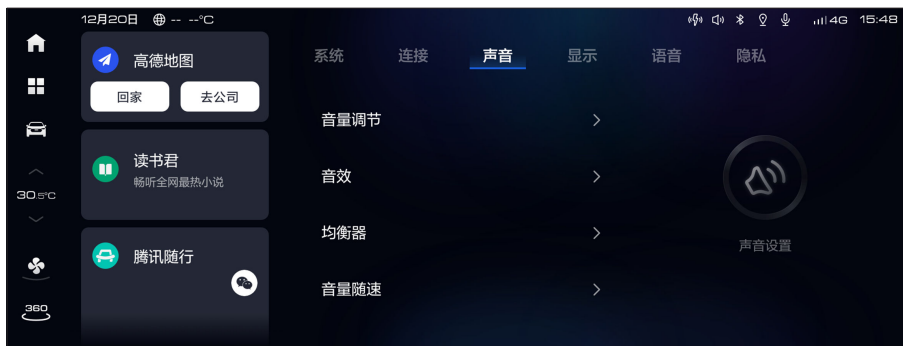 12月20日 -- --°C 4G 15:48
系统 连接 声音 显示 语音 隐私
高德地图
回家 去公司
读书君
畅听全网最热小说
腾讯随行
30.5°C
360
音量调节
音效
均衡器
音量随速
声音设置